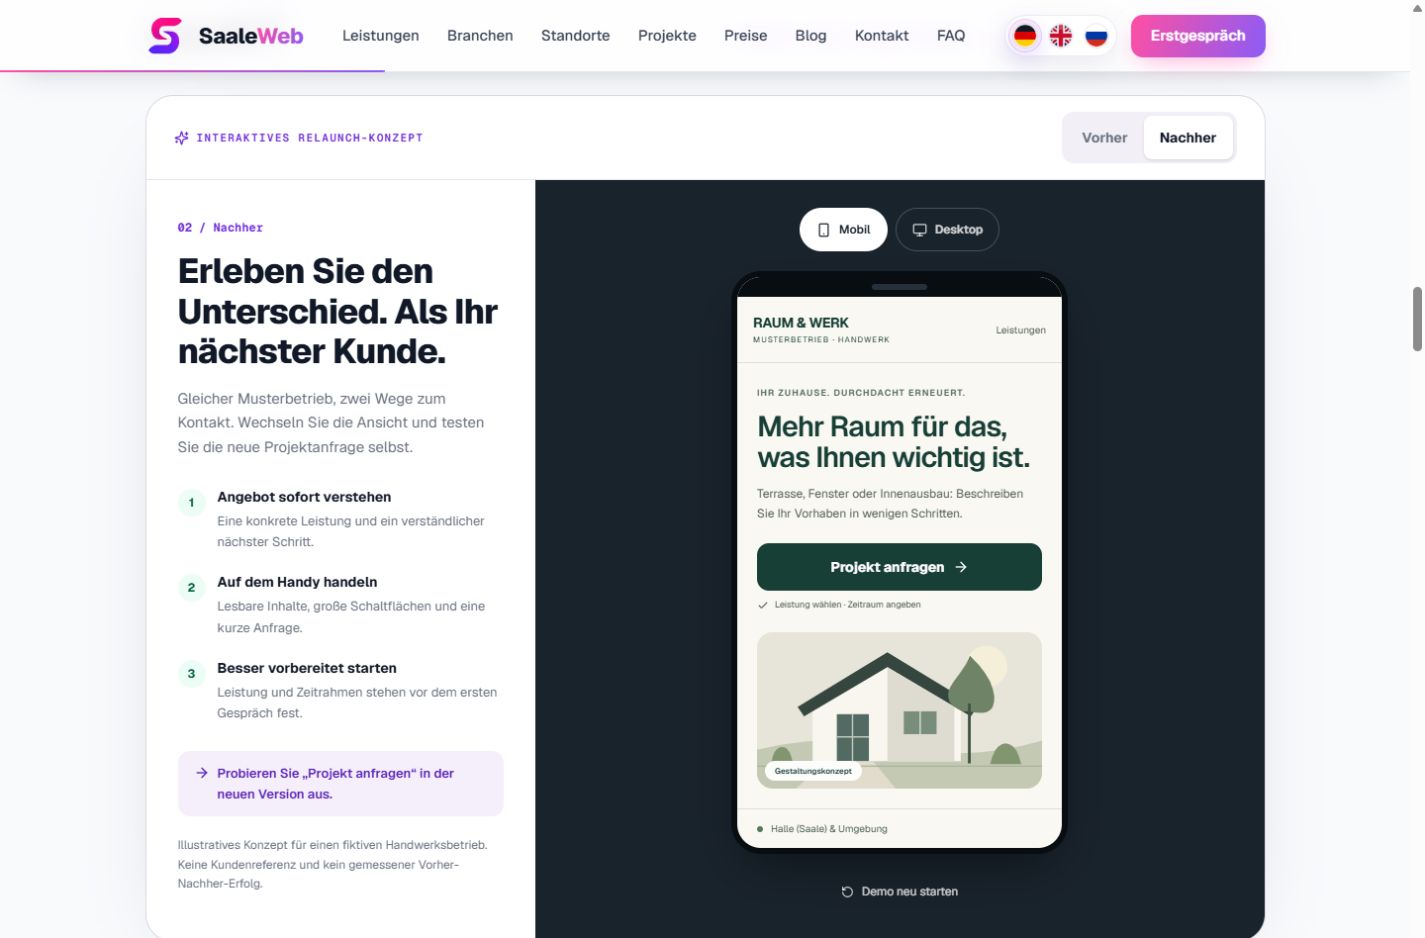 SaaleWeb
Leistungen
Branchen
Standorte
Projekte
Preise
Blog
Kontakt
FAQ
Erstgespräch
INTERAKTIVES RELAUNCH-KONZEPT
Vorher
Nachher
02 / Nachher
Erleben Sie den
Unterschied. Als Ihr
nächster Kunde.
Gleicher Musterbetrieb, zwei Wege zum
Kontakt. Wechseln Sie die Ansicht und testen
Sie die neue Projektanfrage selbst.
1
Angebot sofort verstehen
Eine konkrete Leistung und ein verständlicher
nächster Schritt.
2
Auf dem Handy handeln
Lesbare Inhalte, große Schaltflächen und eine
kurze Anfrage.
3
Besser vorbereitet starten
Leistung und Zeitrahmen stehen vor dem ersten
Gespräch fest.
Probieren Sie „Projekt anfragen“ in der
neuen Version aus.
Illustratives Konzept für einen fiktiven Handwerksbetrieb.
Keine Kundenreferenz und kein gemessener Vorher-
Nachher-Erfolg.
Mobil
Desktop
RAUM & WERK
MUSTERBETRIEB · HANDWERK
Leistungen
IHR ZUHAUSE. DURCHDACHT ERNEUERT.
Mehr Raum für das,
was Ihnen wichtig ist.
Terrasse, Fenster oder Innenausbau: Beschreiben
Sie Ihr Vorhaben in wenigen Schritten.
Projekt anfragen
Leistung wählen · Zeitraum angeben
Gestaltungskonzept
Halle (Saale) & Umgebung
Demo neu starten